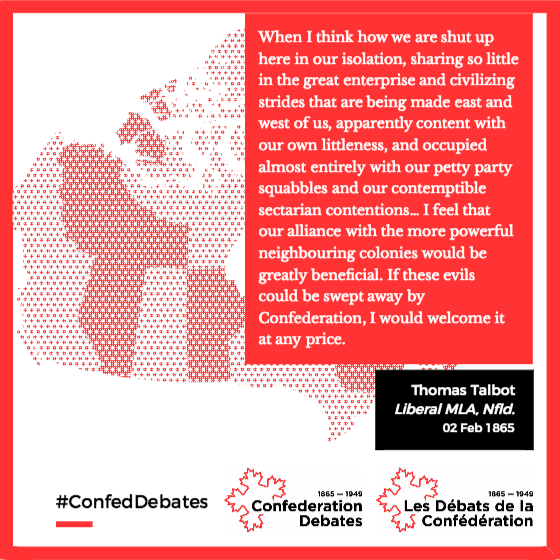 When I think how we are shut up
here in our isolation, sharing so little
in the great enterprise and civilizing
strides that are being made east and
west of us, apparently content with
our own littleness, and occupied
almost entirely with our petty party
squabbles and our contemptible
sectarian contentions... I feel that
our alliance with the more powerful
neighbouring colonies would be
greatly beneficial. If these evils
could be swept away by
Confederation, I would welcome it
at any price.
Thomas Talbot
Liberal MLA, Nfld.
02 Feb 1865
#ConfedDebates
1865 — 1949
Confederation
Debates
1865 — 1949
Les Débats de la
Confédération